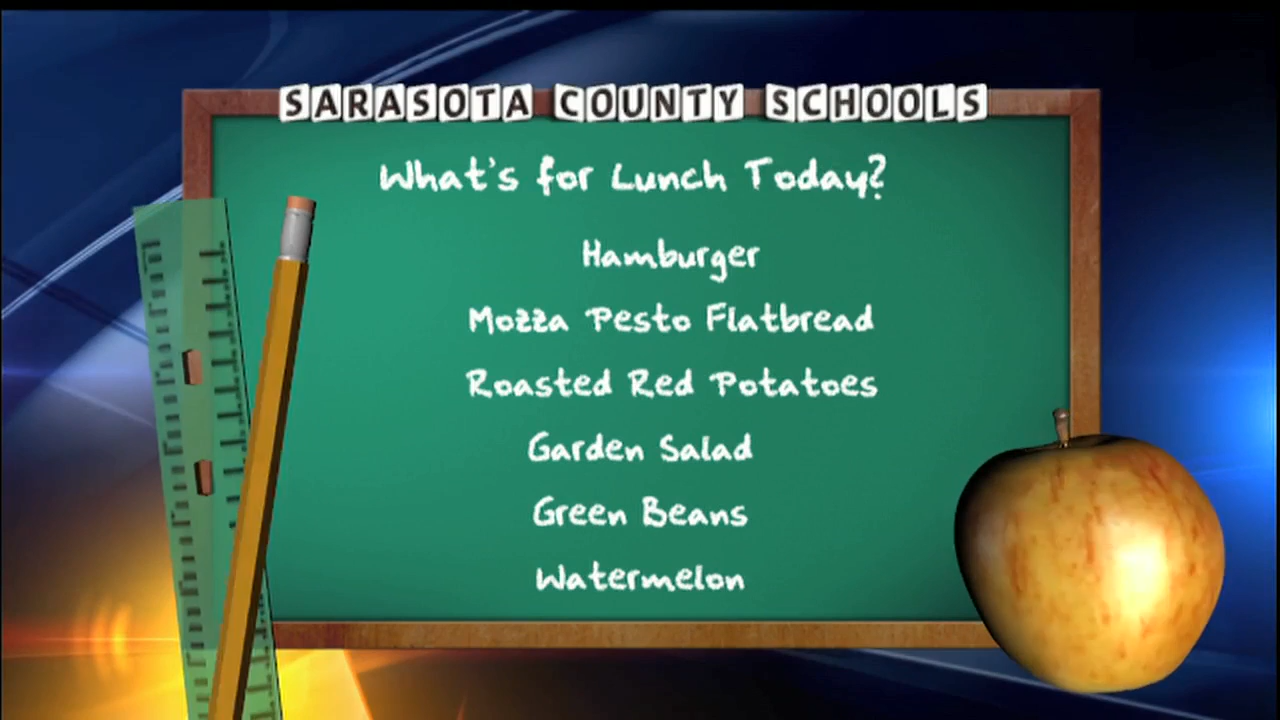 SARASOTA COUNTY SCHOOLS
What's for Lunch Today?
Hamburger
Mozza Pesto Flatbread
Roasted Red Potatoes
Garden Salad
Green Beans
Watermelon